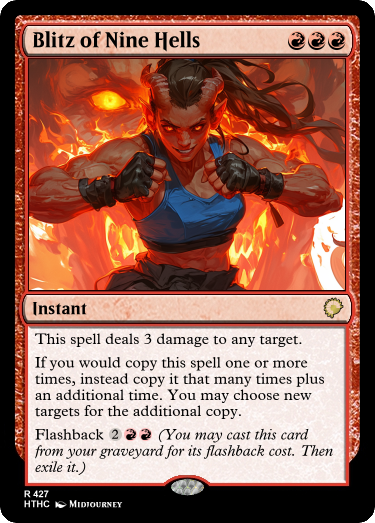 Blitz of Nine Hells
Instant
This spell deals 3 damage to any target.
If you would copy this spell one or more
times, instead copy it that many times plus
an additional time. You may choose new
targets for the additional copy.
Flashback 2 (You may cast this card
from your graveyard for its flashback cost. Then
exile it.)
R 427
HTHC Midjourney